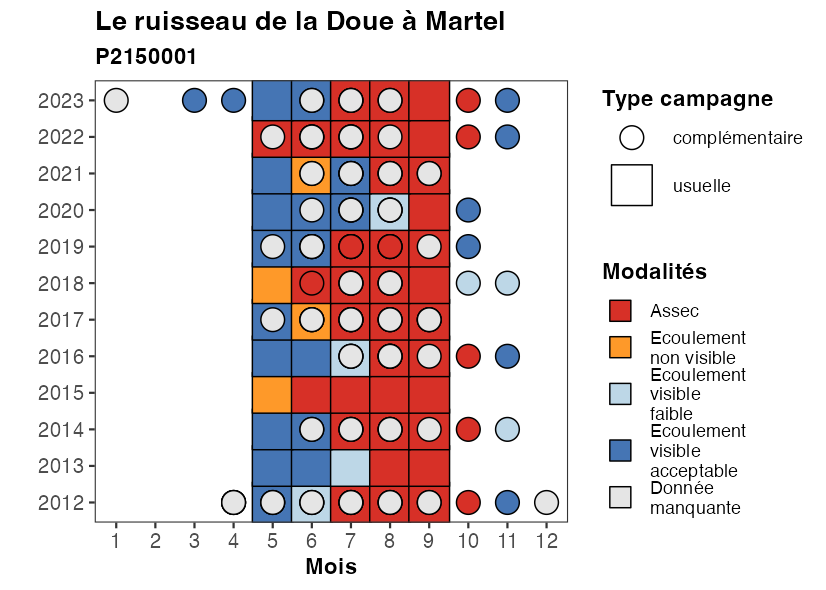 Le ruisseau de la Doue à Martel
P2150001
2023
2022
2021
2020
2019
2018
2017
2016
2015
2014
2013
2012
1 2 3 4 5 6 7 8 9 10 11 12
Mois
Type campagne
complémentaire
usuelle
Modalités
Assec
Ecoulement
non visible
Ecoulement
visible
faible
Ecoulement
visible
acceptable
Donnée
manquante